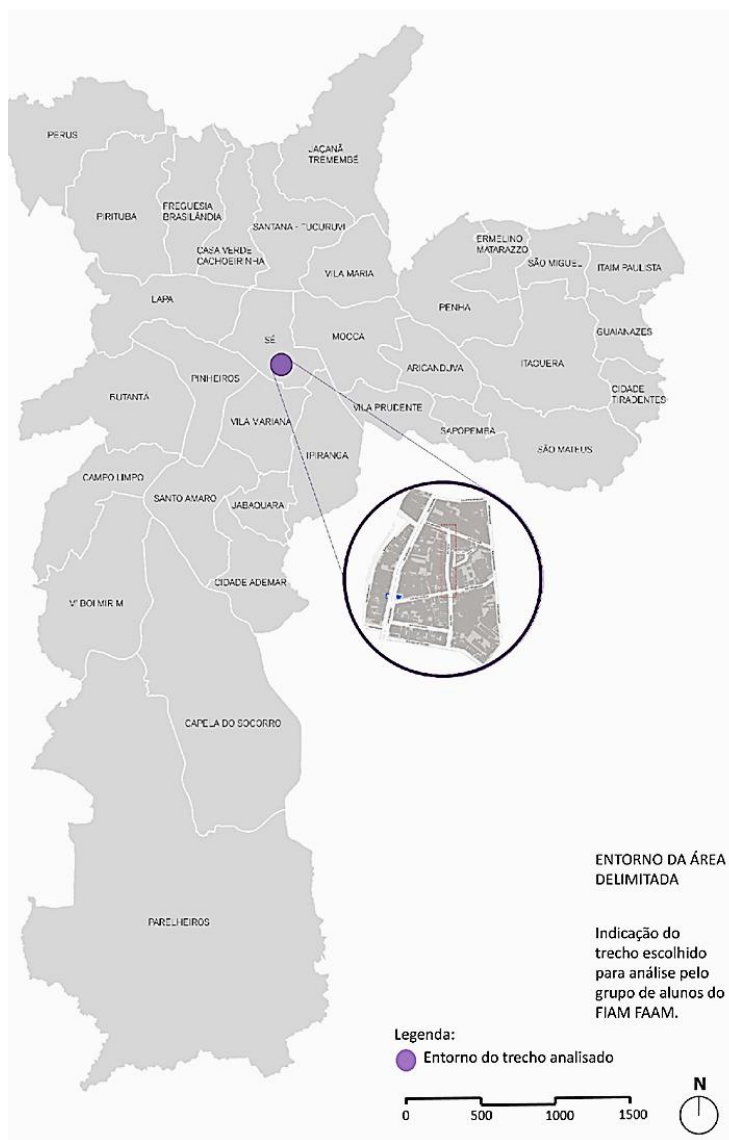 PERUS
JAÇANÃ
TREMEMBÉ
PIRITUBA
FREGUESIA
BRASILÂNDIA
CASA VERDE
CACHOEIRINHA
SANTANA - TUCURUVI
VILA MARIA
ERMELINO
MATARAZZO
SÃO MIGUEL
ITAIM PAULISTA
LAPA
PENHA
SÉ
MOCCA
GUAIANAZES
ITAQUERA
ARICANDUVA
CIDADE
TIRADENTES
PINHEIROS
BUTANTÃ
VILA MARIANA
VILA PRUDENTE
SAPOPEMBA
SÃO MATEUS
IPIRANGA
CAMPO LIMPO
SANTO AMARO
JABAQUARA
CIDADE ADEMAR
M' BOI MIR M
CAPELA DO SOCORRO
PARELHEIROS
ENTORNO DA ÁREA
DELIMITADA
Indicação do
trecho escolhido
para análise pelo
grupo de alunos do
FIAM FAAM.
Legenda:
Entorno do trecho analisado
N
0 500 1000 1500